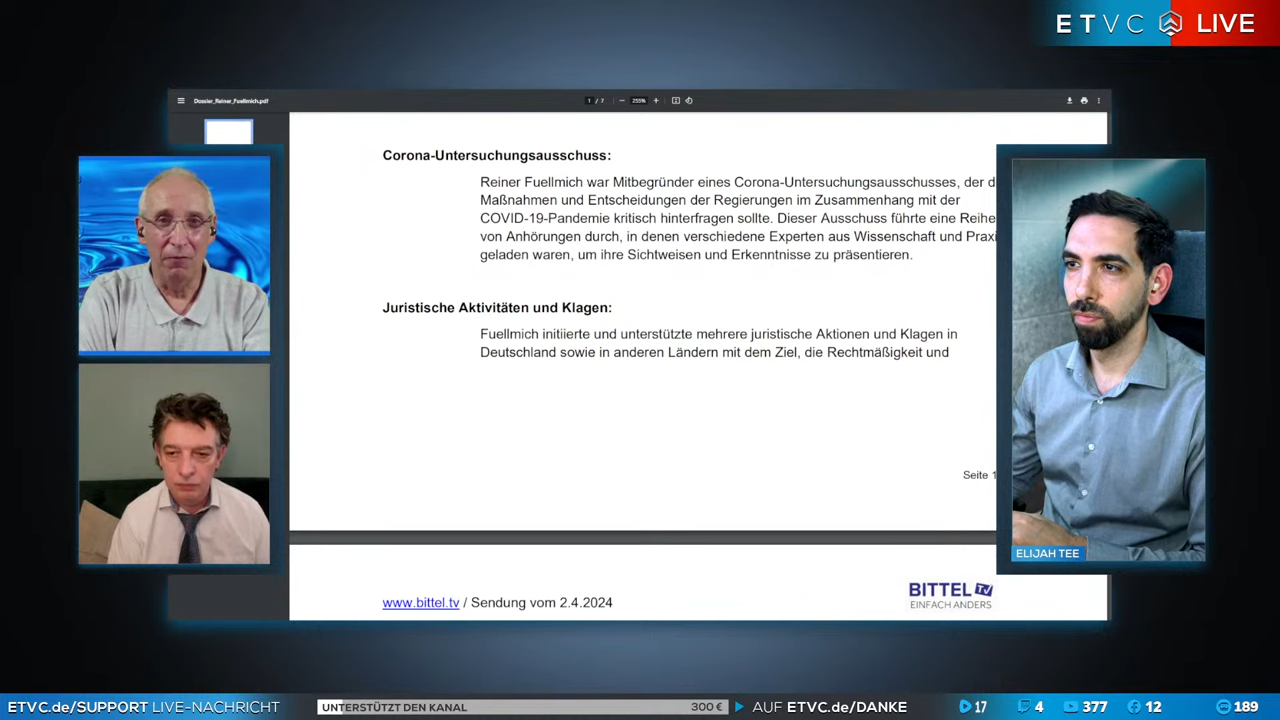 ETVC LIVE
Dossier_Reiner_Fuellmich.pdf
1 / 7
255%
Corona-Untersuchungsausschuss:
Reiner Fuellmich war Mitbegründer eines Corona-Untersuchungsausschusses, der d
Maßnahmen und Entscheidungen der Regierungen im Zusammenhang mit der
COVID-19-Pandemie kritisch hinterfragen sollte. Dieser Ausschuss führte eine Reihe
von Anhörungen durch, in denen verschiedene Experten aus Wissenschaft und Praxi
geladen waren, um ihre Sichtweisen und Erkenntnisse zu präsentieren.
Juristische Aktivitäten und Klagen:
Fuellmich initiierte und unterstützte mehrere juristische Aktionen und Klagen in
Deutschland sowie in anderen Ländern mit dem Ziel, die Rechtmäßigkeit und
Seite 1
ELIJAH TEE
www.bittel.tv / Sendung vom 2.4.2024
BITTEL TV
EINFACH ANDERS
ETVC.de/SUPPORT LIVE-NACHRICHT
UNTERSTÜTZT DEN KANAL
300 €
AUF ETVC.de/DANKE
17
4
377
12
189